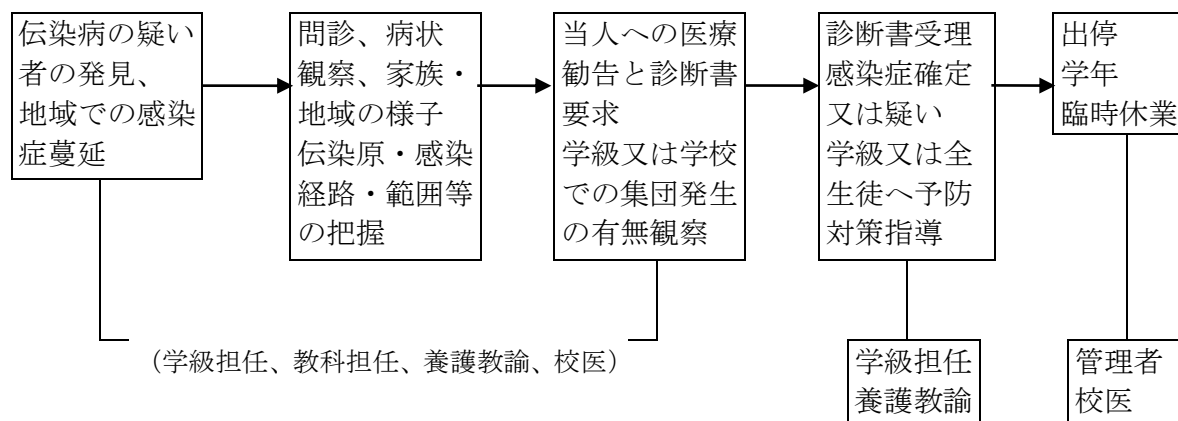 伝染病の疑い
者の発見、
地域での感染
症蔓延
問診、病状
観察、家族・
地域の様子
伝染原・感染
経路・範囲等
の把握
当人への医療
勧告と診断書
要求
学級又は学校
での集団発生
の有無観察
診断書受理
感染症確定
又は疑い
学級又は全
生徒へ予防
対策指導
出停
学年
臨時休業
（学級担任、教科担任、養護教諭、校医）
学級担任
養護教諭
管理者
校医